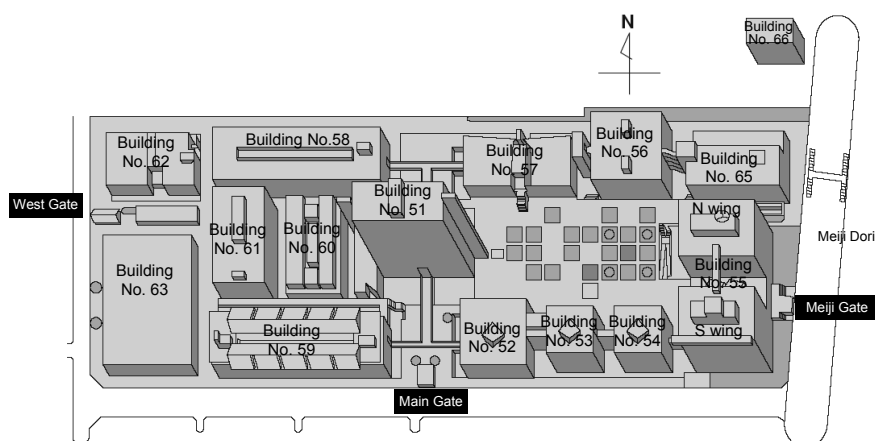 Building
No. 66
N
Building
No. 62
Building No.58
Building
No. 57
Building
No. 56
Building
No. 65
West Gate
Building
No. 51
N wing
Building
No. 61
Building
No. 60
Meiji Dori
Building
No. 63
Building
No. 55
Meiji Gate
Building
No. 59
Building
No. 52
Building
No. 53
Building
No. 54
S wing
Main Gate